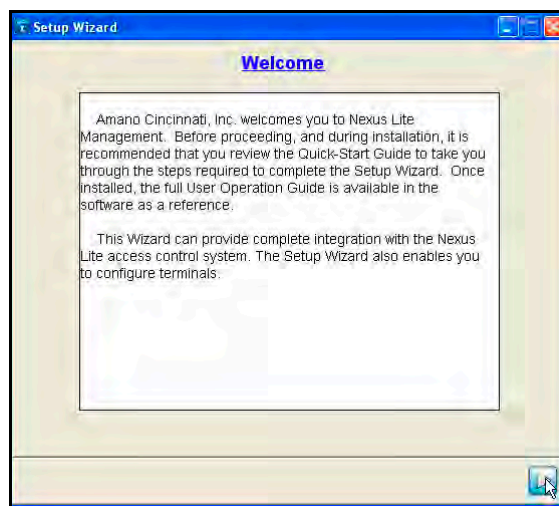 Setup Wizard
Welcome
Amano Cincinnati, Inc. welcomes you to Nexus Lite
Management. Before proceeding, and during installation, it is
recommended that you review the Quick-Start Guide to take you
through the steps required to complete the Setup Wizard. Once
installed, the full User Operation Guide is available in the
software as a reference.
This Wizard can provide complete integration with the Nexus
Lite access control system. The Setup Wizard also enables you
to configure terminals.